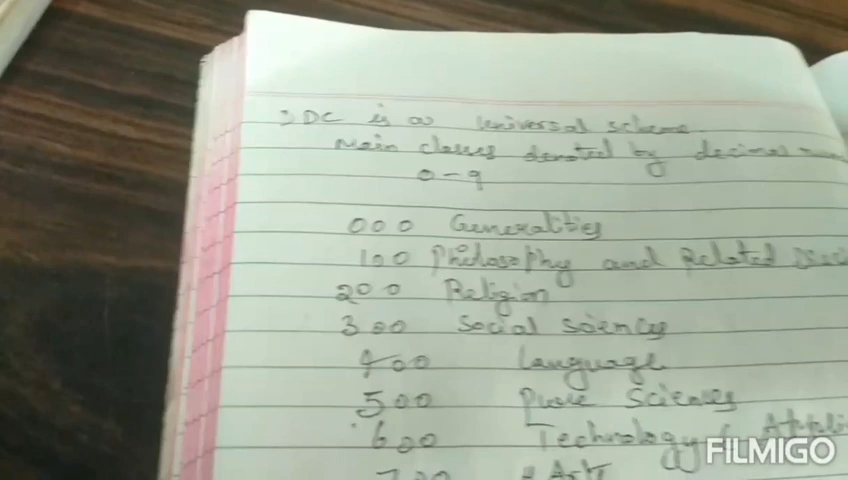 DDC is a universal scheme
Main classes denoted by decimal
0-9
000 Generalities
100 Philosophy and Related
200 Religion
300 Social sciences
400 Language
500 Pure Sciences
600 Technology
700 Art
FILMIGO